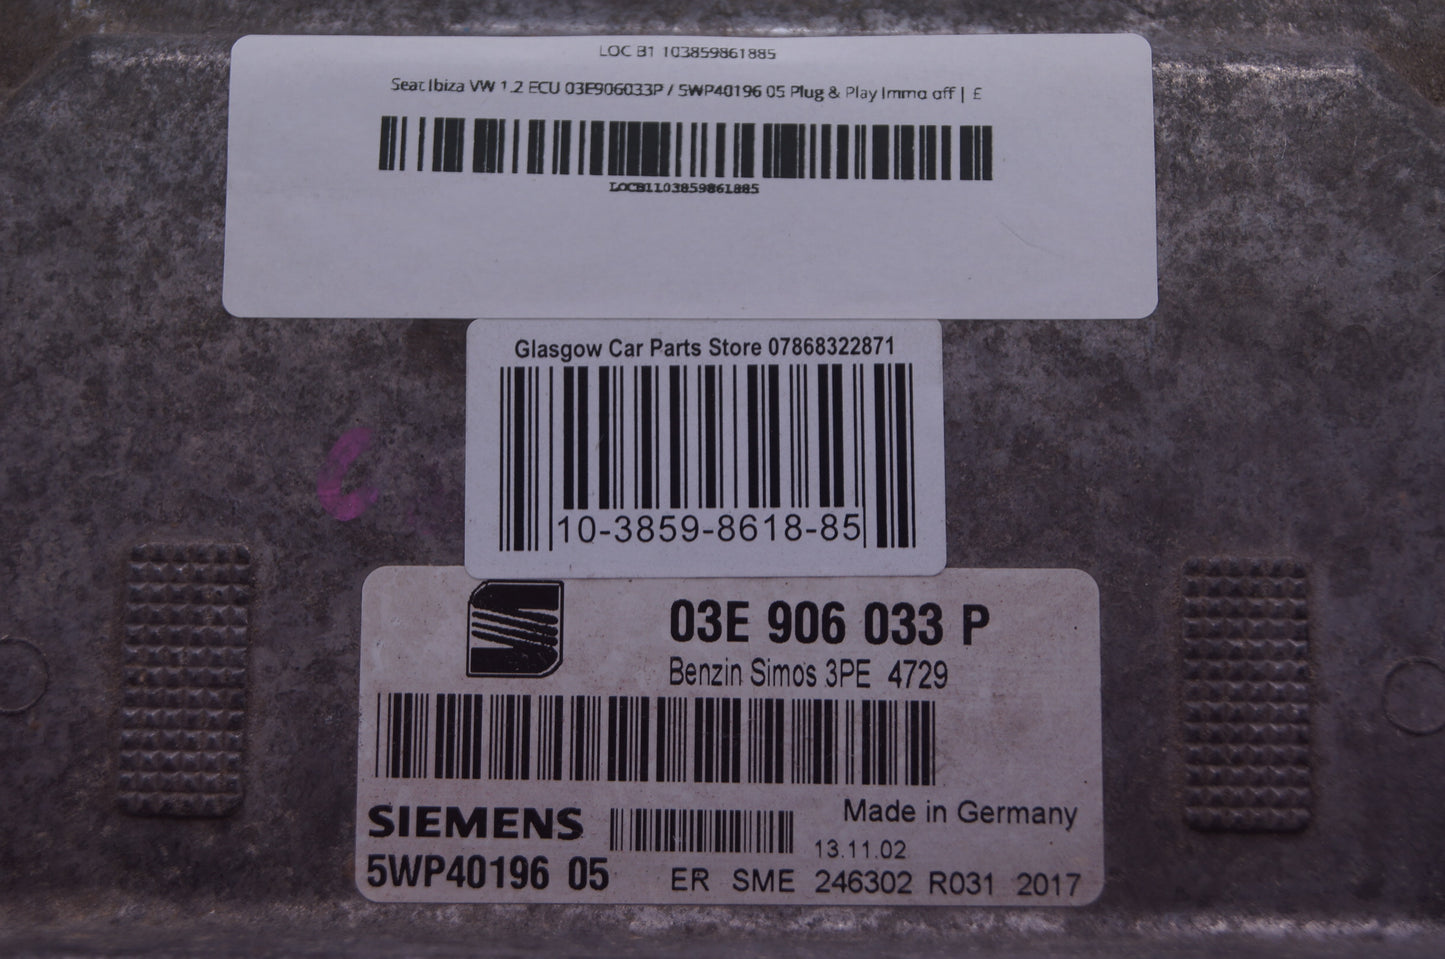 LOC B1 103859861885
Seat Ibiza VW 1.2 ECU 03E906033P / 5WP40196 05 Plug & Play Immo off | £
LOCB1103859861885
Glasgow Car Parts Store 07868322871
10-3859-8618-85
03E 906 033 P
Benzin Simos 3PE 4729
SIEMENS
Made in Germany
13.11.02
5WP40196 05
ER SME 246302 R031 2017